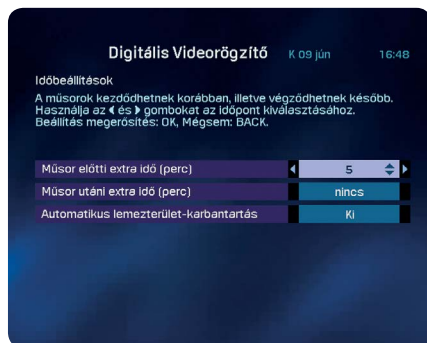 Digitális Videorögzítő K 09 jún 16:48
Időbeállítások
A műsorok kezdődhetnek korábban, illetve végződhetnek később.
Használja az ◀ és ▶ gombokat az időpont kiválasztásához.
Beállítás megerősítés: OK, Mégsem: BACK.
Műsor előtti extra idő (perc) 5
Műsor utáni extra idő (perc) nincs
Automatikus lemezterület-karbantartás Ki